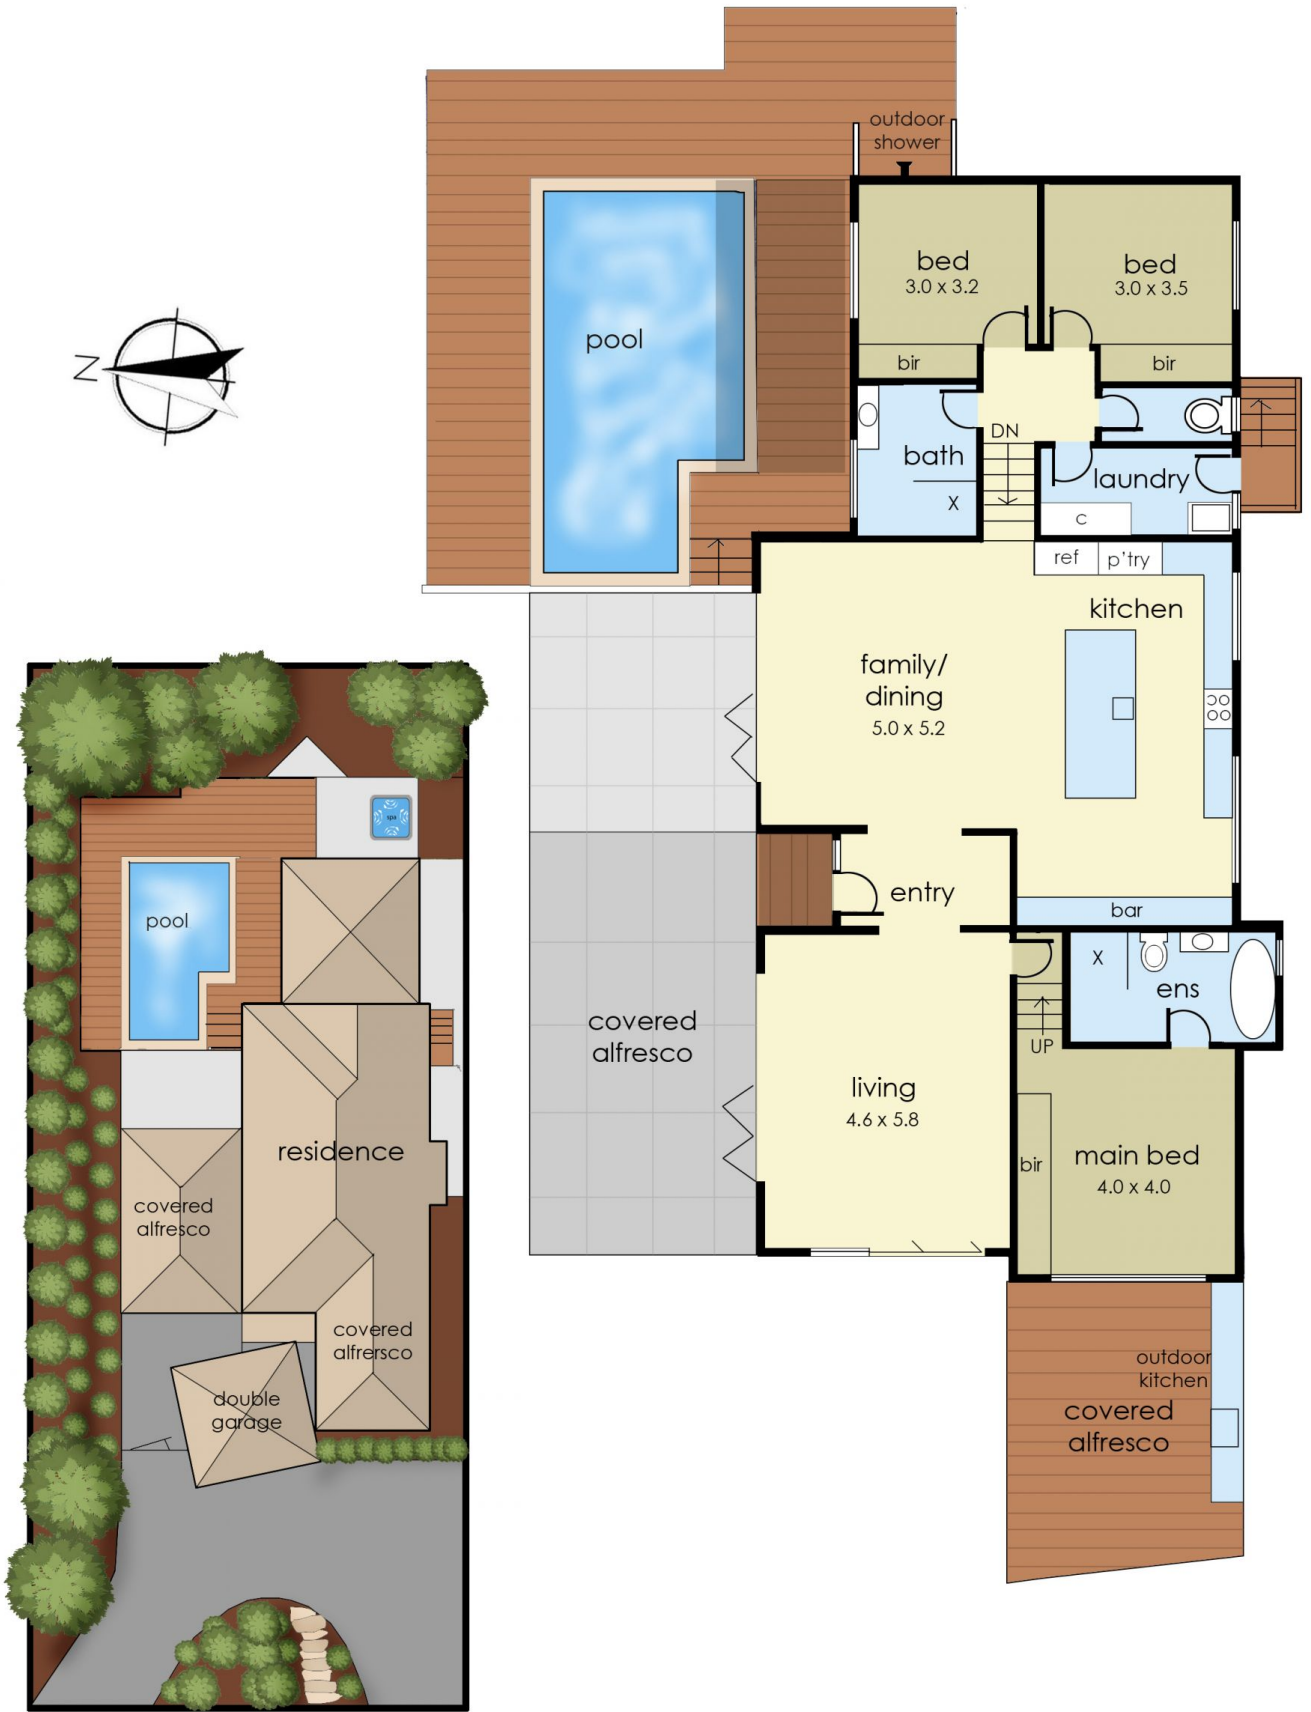 outdoor
shower
bed
3.0 x 3.2
bed
3.0 x 3.5
pool
bir
bir
N
DN
bath
X
laundry
c
ref
p'try
kitchen
family/
dining
5.0 x 5.2
spa
entry
bar
pool
X
ens
covered
alfresco
UP
living
4.6 x 5.8
residence
bir
main bed
4.0 x 4.0
covered
alfresco
covered
alfrersco
double
garage
outdoor
kitchen
covered
alfresco